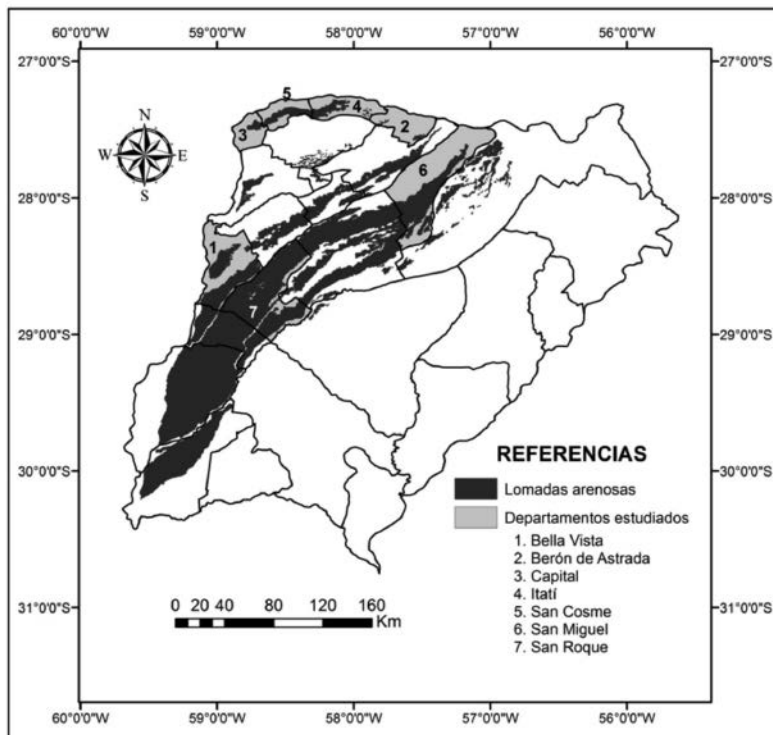 60°0'0"W 59°0'0"W 58°0'0"W 57°0'0"W 56°0'0"W
27°0'0"S 27°0'0"S
N
W E
S
5
4
3
2
6
28°0'0"S 28°0'0"S
1
7
29°0'0"S 29°0'0"S
30°0'0"S 30°0'0"S
31°0'0"S 31°0'0"S
REFERENCIAS
Lomadas arenosas
Departamentos estudiados
1. Bella Vista
2. Berón de Astrada
3. Capital
4. Itatí
5. San Cosme
6. San Miguel
7. San Roque
0 20 40 80 120 160
Km
60°0'0"W 59°0'0"W 58°0'0"W 57°0'0"W 56°0'0"W